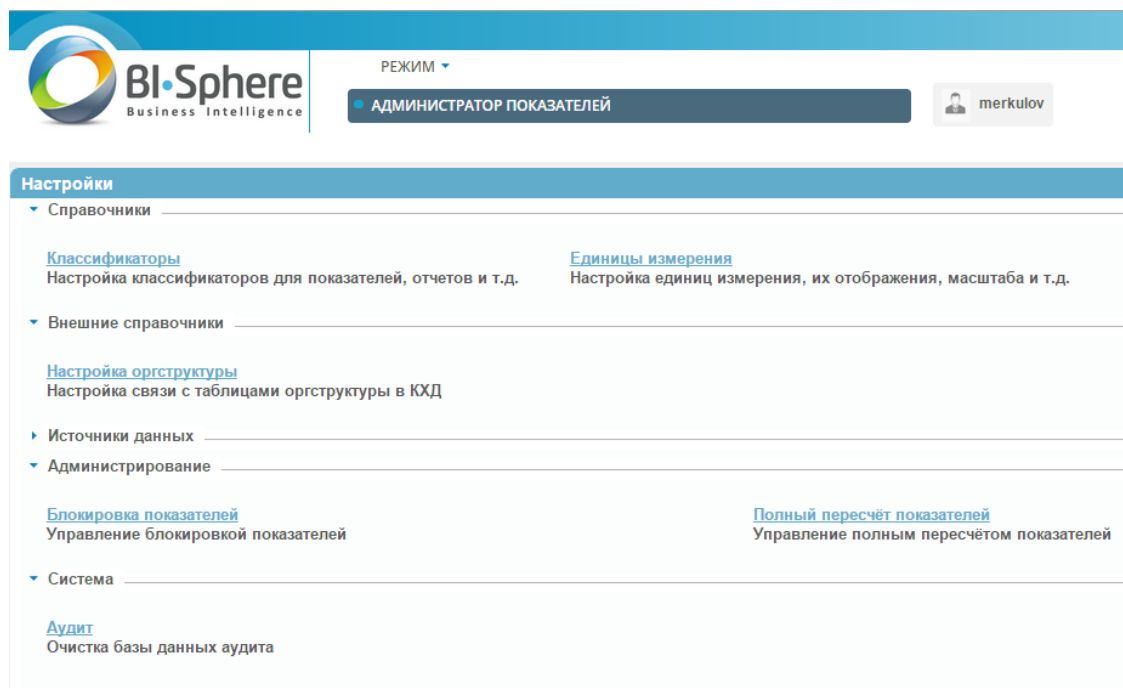 BI•Sphere
Business Intelligence
РЕЖИМ
АДМИНИСТРАТОР ПОКАЗАТЕЛЕЙ
merkulov
Настройки
Справочники
Классификаторы
Настройка классификаторов для показателей, отчетов и т.д.
Единицы измерения
Настройка единиц измерения, их отображения, масштаба и т.д.
Внешние справочники
Настройка оргструктуры
Настройка связи с таблицами оргструктуры в КХД
Источники данных
Администрирование
Блокировка показателей
Управление блокировкой показателей
Полный пересчёт показателей
Управление полным пересчётом показателей
Система
Аудит
Очистка базы данных аудита